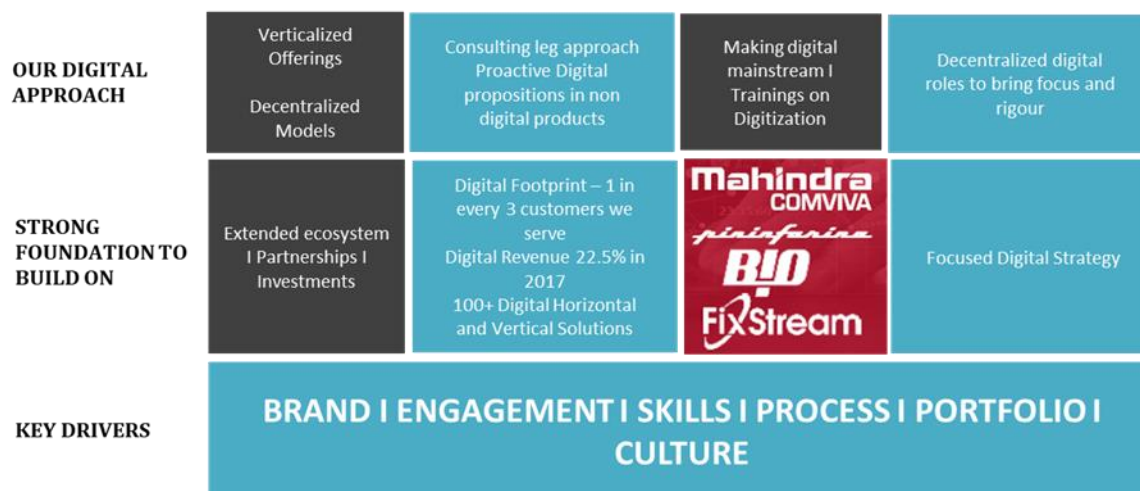 OUR DIGITAL
APPROACH
Verticalized
Offerings
Decentralized
Models
Consulting leg approach
Proactive Digital
propositions in non
digital products
Making digital
mainstream I
Trainings on
Digitization
Decentralized digital
roles to bring focus and
rigour
STRONG
FOUNDATION TO
BUILD ON
Extended ecosystem
I Partnerships I
Investments
Digital Footprint – 1 in
every 3 customers we
serve
Digital Revenue 22.5% in
2017
100+ Digital Horizontal
and Vertical Solutions
Mahindra
COMVIVA
pininfarina
BIO
FixStream
Focused Digital Strategy
KEY DRIVERS
BRAND I ENGAGEMENT I SKILLS I PROCESS I PORTFOLIO I
CULTURE